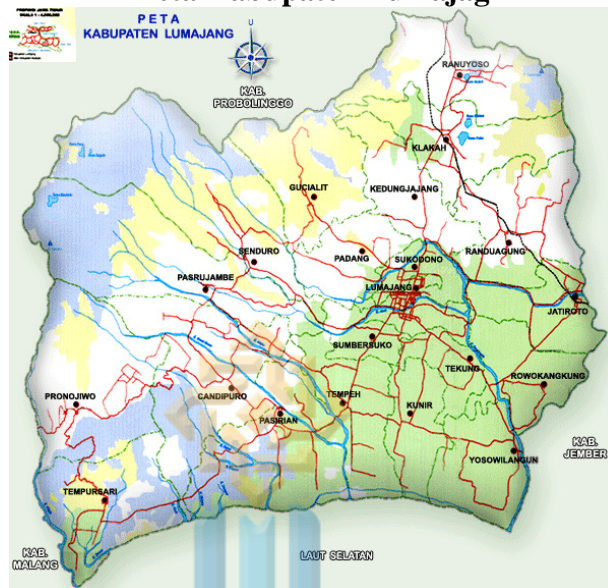 PETA
KABUPATEN LUMAJANG
U
KAB.
PROBOLINGGO
RANUYOSO
KLAKAH
GUCIALIT
KEDUNGJAJANG
SENDURO
PADANG
SUKODONO
RANDUAGUNG
PASRUJAMBE
LUMAJANG
JATIROTO
SUMBERSUKO
TEKUNG
ROWOKANGKUNG
PRONOJIWO
CANDIPURO
TEMPEH
KUNIR
PASIRIAN
YOSOWILANGUN
KAB.
JEMBER
TEMPURSARI
KAB.
MALANG
LAUT SELATAN